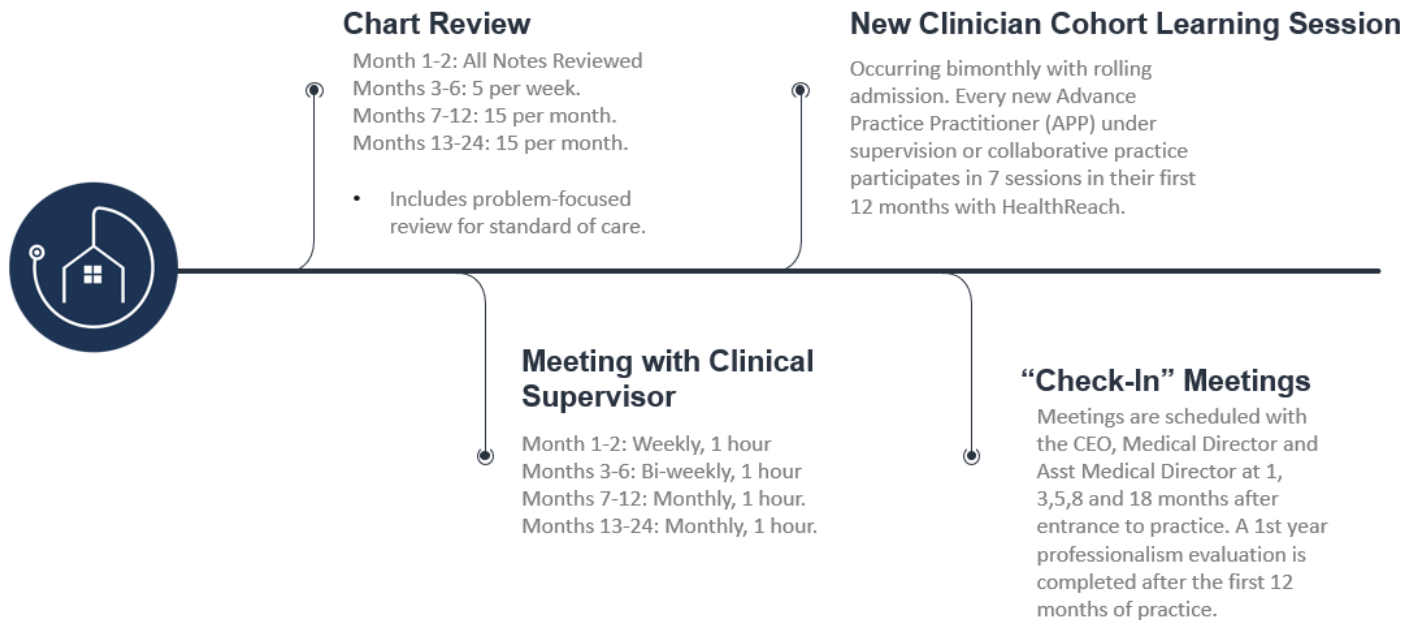 Chart Review
Month 1-2: All Notes Reviewed
Months 3-6: 5 per week.
Months 7-12: 15 per month.
Months 13-24: 15 per month.
• Includes problem-focused
review for standard of care.
New Clinician Cohort Learning Session
Occurring bimonthly with rolling
admission. Every new Advance
Practice Practitioner (APP) under
supervision or collaborative practice
participates in 7 sessions in their first
12 months with HealthReach.
Meeting with Clinical
Supervisor
Month 1-2: Weekly, 1 hour
Months 3-6: Bi-weekly, 1 hour
Months 7-12: Monthly, 1 hour.
Months 13-24: Monthly, 1 hour.
“Check-In” Meetings
Meetings are scheduled with
the CEO, Medical Director and
Asst Medical Director at 1,
3,5,8 and 18 months after
entrance to practice. A 1st year
professionalism evaluation is
completed after the first 12
months of practice.